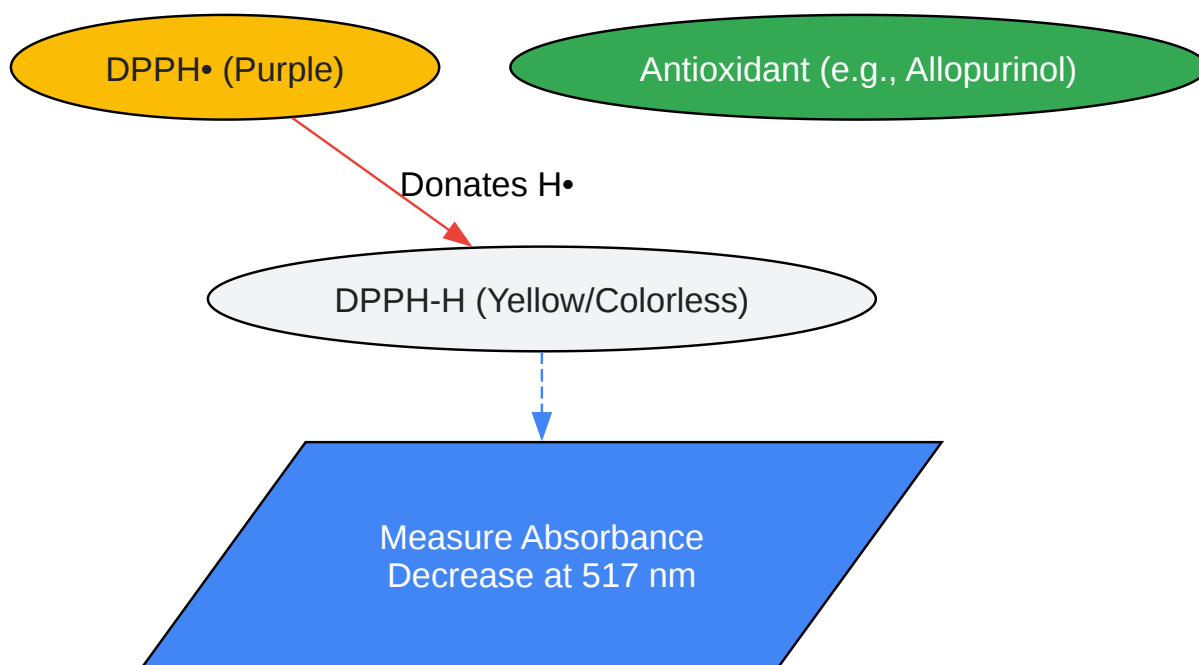 DPPH• (Purple)
Antioxidant (e.g., Allopurinol)
Donates H•
DPPH-H (Yellow/Colorless)
Measure Absorbance
Decrease at 517 nm